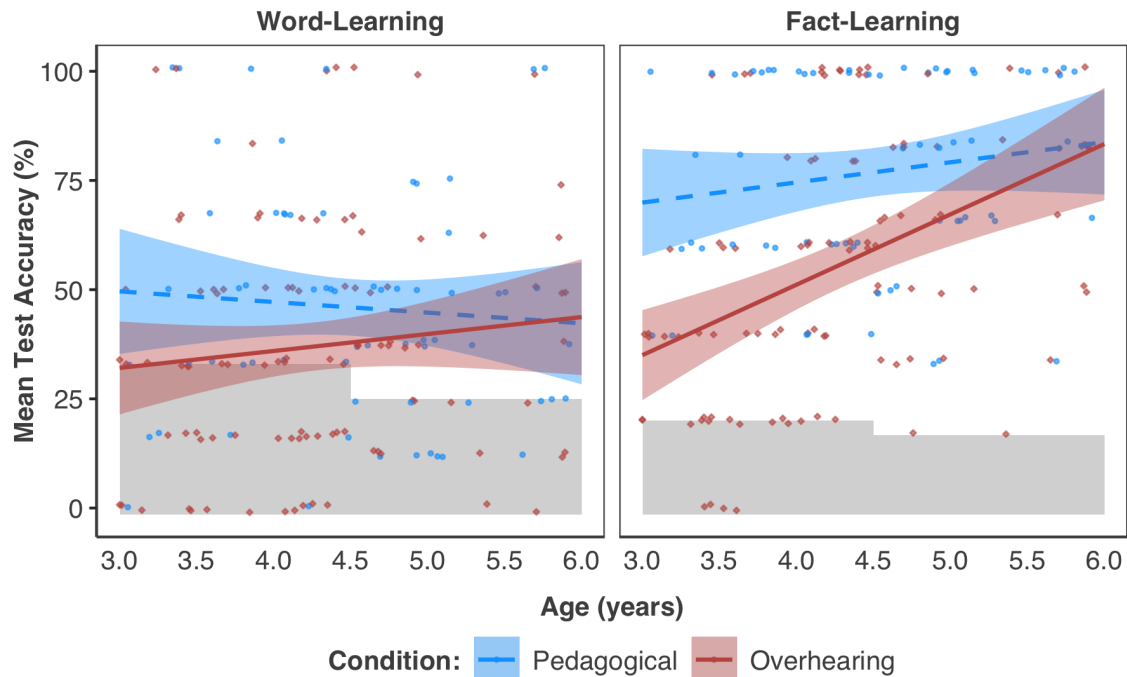 Word-Learning
Fact-Learning
Mean Test Accuracy (%)
100
75
50
25
0
3.0 3.5 4.0 4.5 5.0 5.5 6.0
3.0 3.5 4.0 4.5 5.0 5.5 6.0
Age (years)
Condition: Pedagogical Overhearing